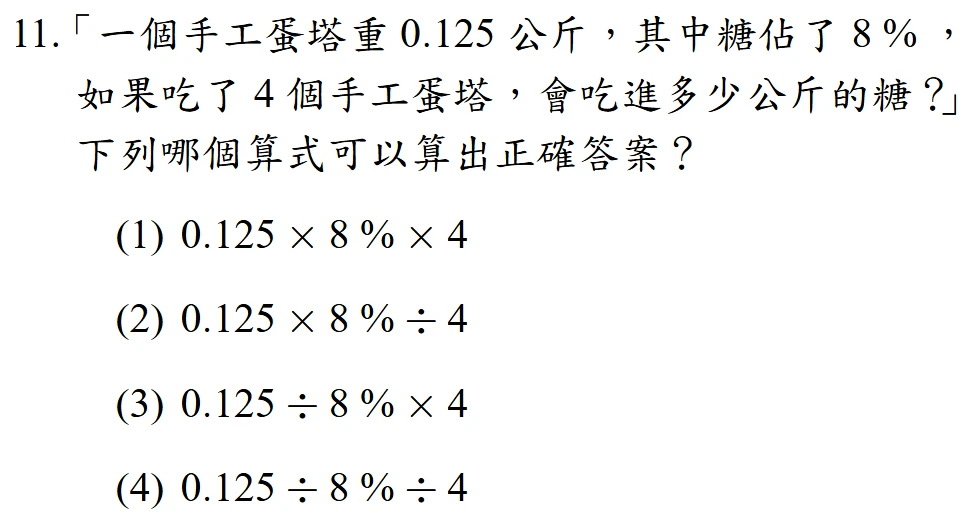 11.「一個手工蛋塔重 0.125 公斤，其中糖佔了 8 %，
如果吃了 4 個手工蛋塔，會吃進多少公斤的糖？」
下列哪個算式可以算出正確答案？
(1) 0.125 × 8 % × 4
(2) 0.125 × 8 % ÷ 4
(3) 0.125 ÷ 8 % × 4
(4) 0.125 ÷ 8 % ÷ 4